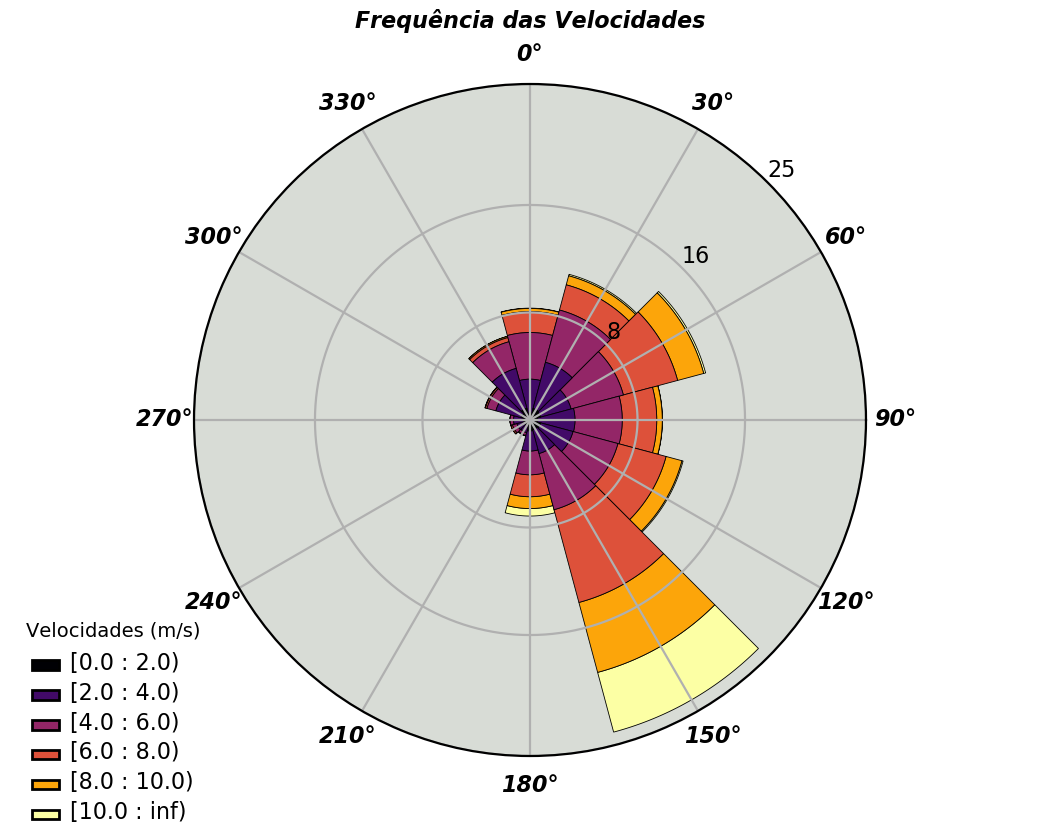 Frequência das Velocidades
0°
330°
30°
25
300°
60°
16
8
270°
90°
240°
120°
210°
150°
180°
Velocidades (m/s)
[0.0 : 2.0)
[2.0 : 4.0)
[4.0 : 6.0)
[6.0 : 8.0)
[8.0 : 10.0)
[10.0 : inf)